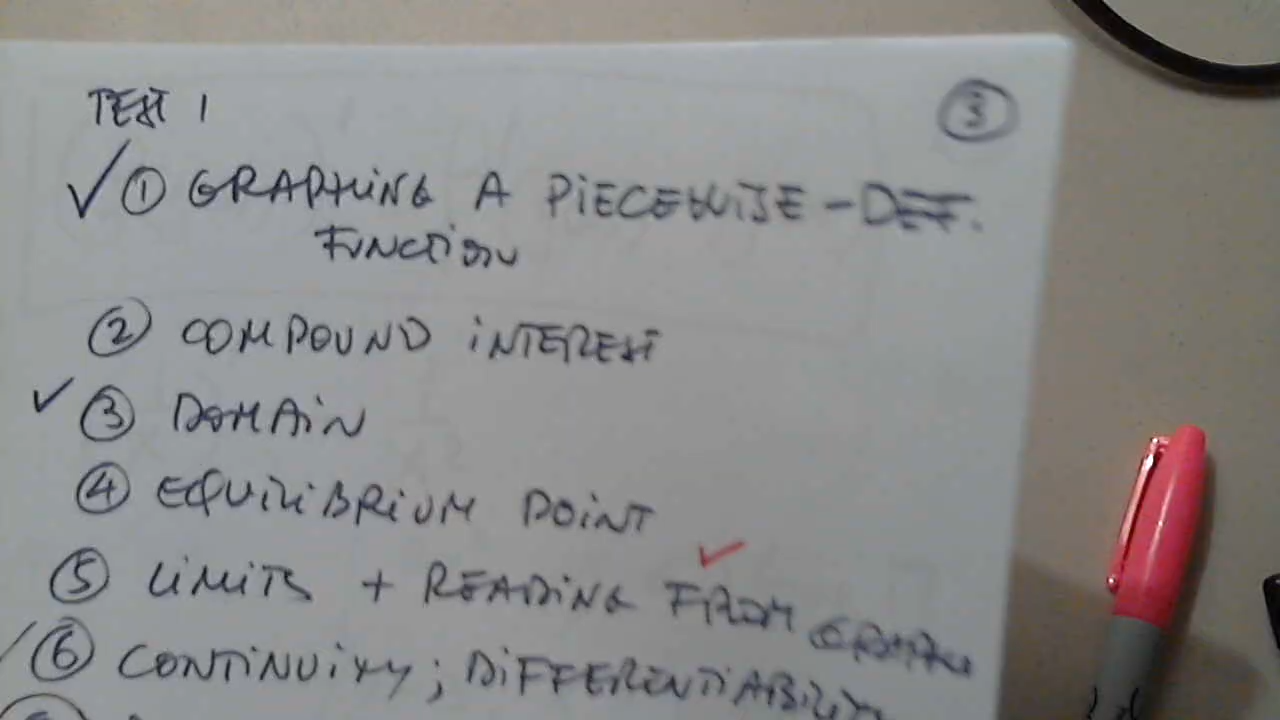 TEST 1
3
✓ ① GRAPHING A PIECEWISE-DEF.
FUNCTION
② COMPOUND INTEREST
✓ ③ DOMAIN
④ EQUILIBRIUM POINT
⑤ LIMITS + READING FROM GRAPHS
✓ ⑥ CONTINUITY; DIFFERENTIABILITY